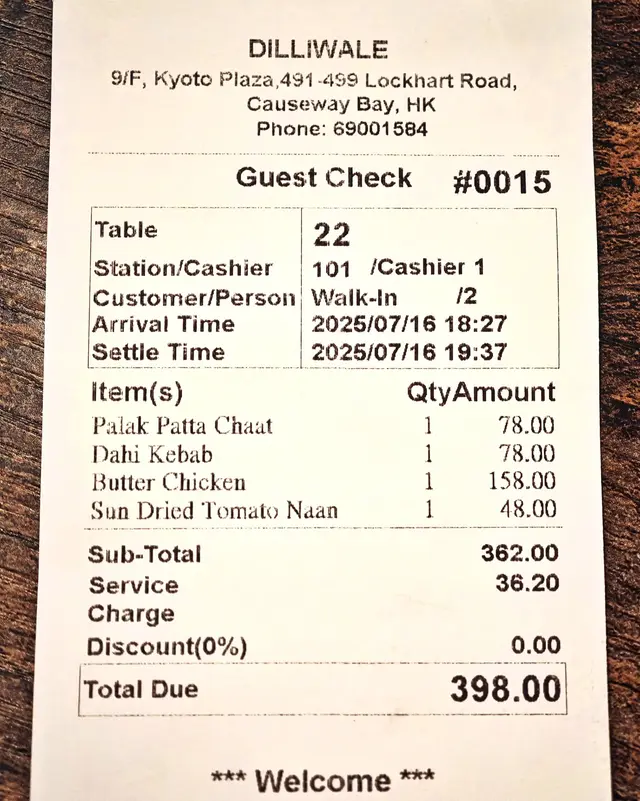 DILLIWALE
9/F, Kyoto Plaza,491-499 Lockhart Road,
Causeway Bay, HK
Phone: 69001584
Guest Check #0015
Table 22
Station/Cashier 101 /Cashier 1
Customer/Person Walk-In /2
Arrival Time 2025/07/16 18:27
Settle Time 2025/07/16 19:37
Item(s) Qty Amount
Palak Patta Chaat 1 78.00
Dahi Kebab 1 78.00
Butter Chicken 1 158.00
Sun Dried Tomato Naan 1 48.00
Sub-Total 362.00
Service 36.20
Charge
Discount(0%) 0.00
Total Due 398.00
*** Welcome ***